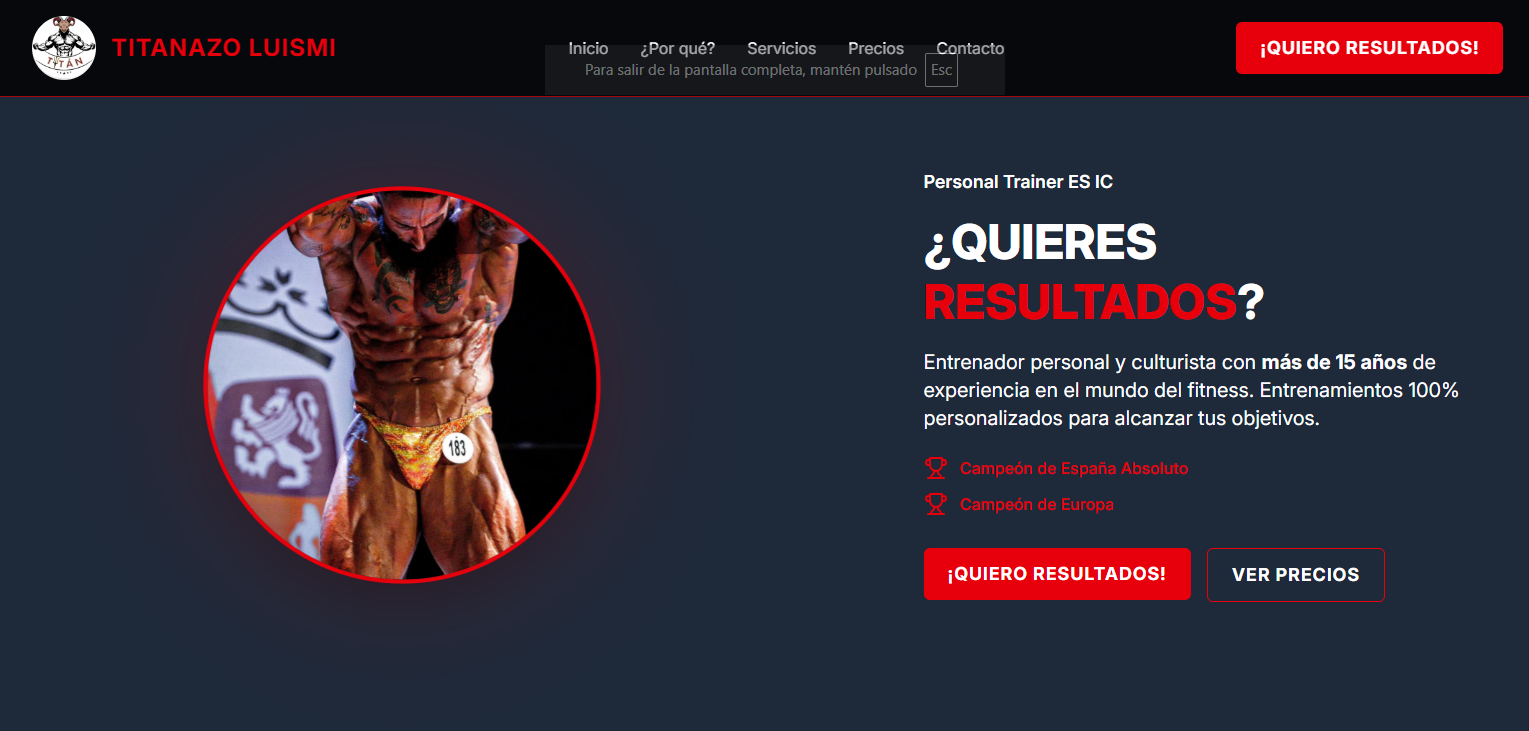 TITAN
TITANAZO LUISMI
Inicio ¿Por qué? Servicios Precios Contacto
¡QUIERO RESULTADOS!
Para salir de la pantalla completa, mantén pulsado Esc
183
Personal Trainer ES IC
¿QUIERES
RESULTADOS?
Entrenador personal y culturista con más de 15 años de
experiencia en el mundo del fitness. Entrenamientos 100%
personalizados para alcanzar tus objetivos.
Campeón de España Absoluto
Campeón de Europa
¡QUIERO RESULTADOS!
VER PRECIOS